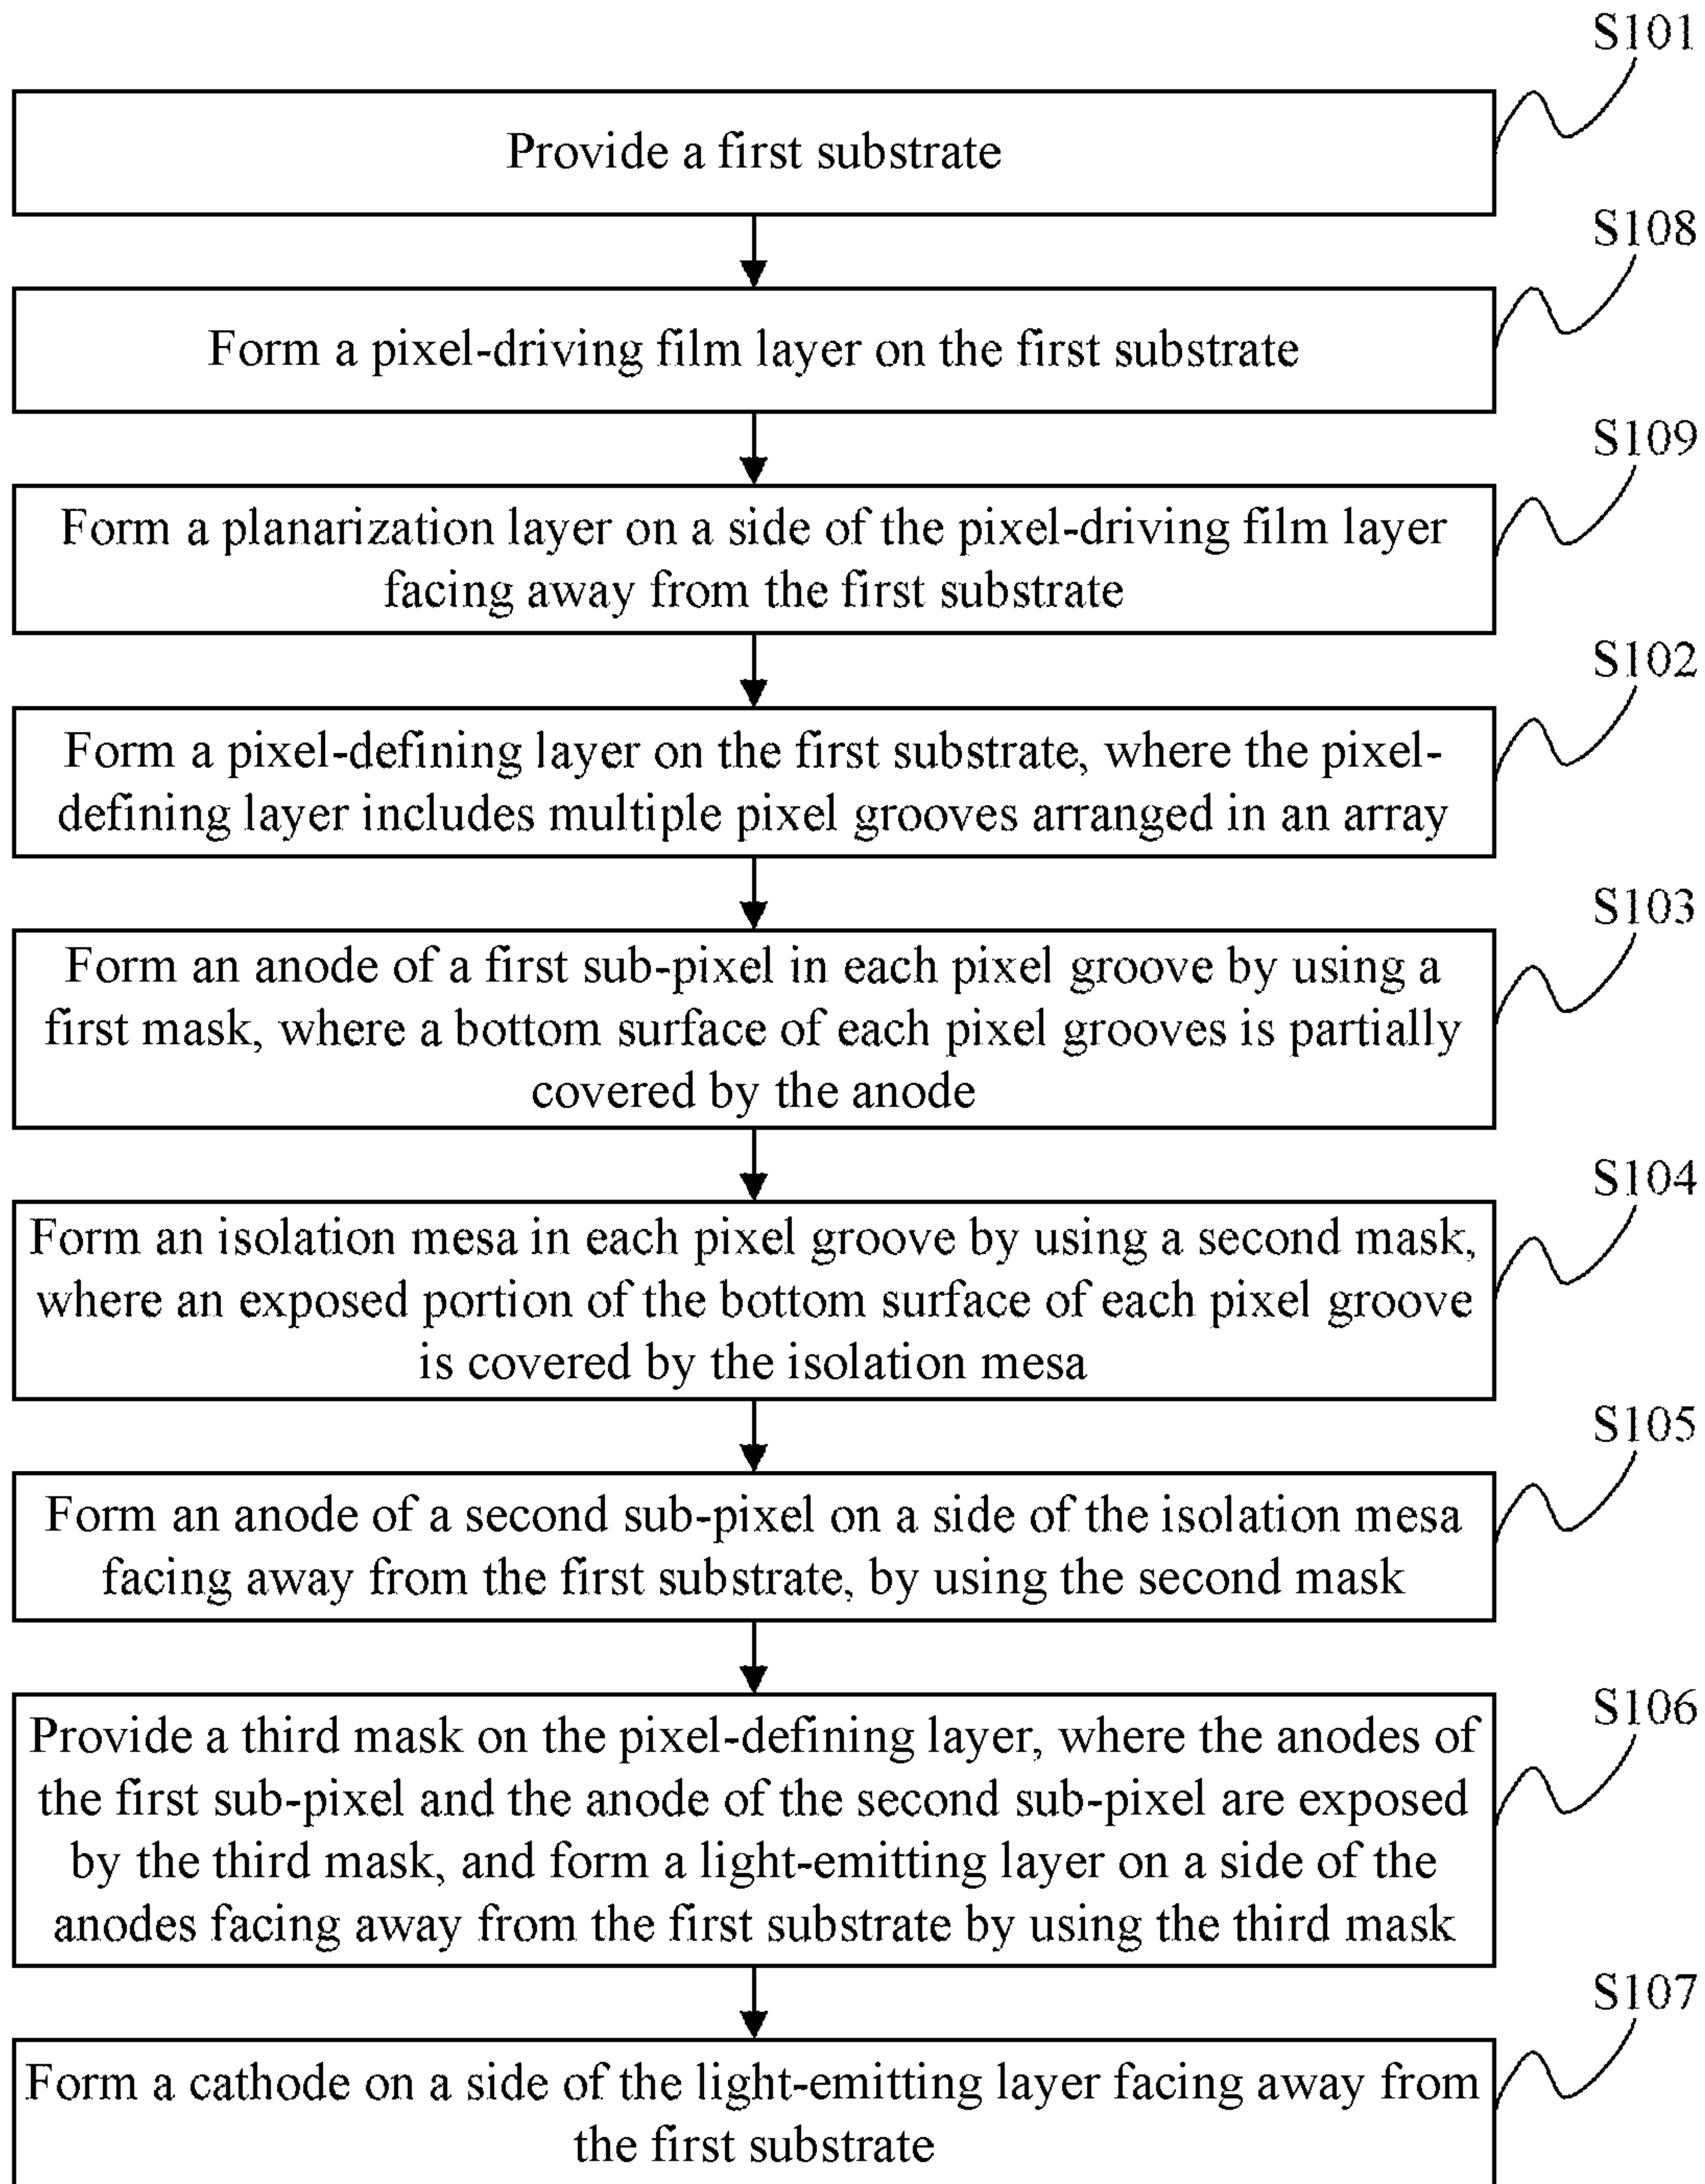 S101
Provide a first substrate
S108
Form a pixel-driving film layer on the first substrate
S109
Form a planarization layer on a side of the pixel-driving film layer
facing away from the first substrate
S102
Form a pixel-defining layer on the first substrate, where the pixel-
defining layer includes multiple pixel grooves arranged in an array
S103
Form an anode of a first sub-pixel in each pixel groove by using a
first mask, where a bottom surface of each pixel grooves is partially
covered by the anode
S104
Form an isolation mesa in each pixel groove by using a second mask,
where an exposed portion of the bottom surface of each pixel groove
is covered by the isolation mesa
S105
Form an anode of a second sub-pixel on a side of the isolation mesa
facing away from the first substrate, by using the second mask
S106
Provide a third mask on the pixel-defining layer, where the anodes of
the first sub-pixel and the anode of the second sub-pixel are exposed
by the third mask, and form a light-emitting layer on a side of the
anodes facing away from the first substrate by using the third mask
S107
Form a cathode on a side of the light-emitting layer facing away from
the first substrate